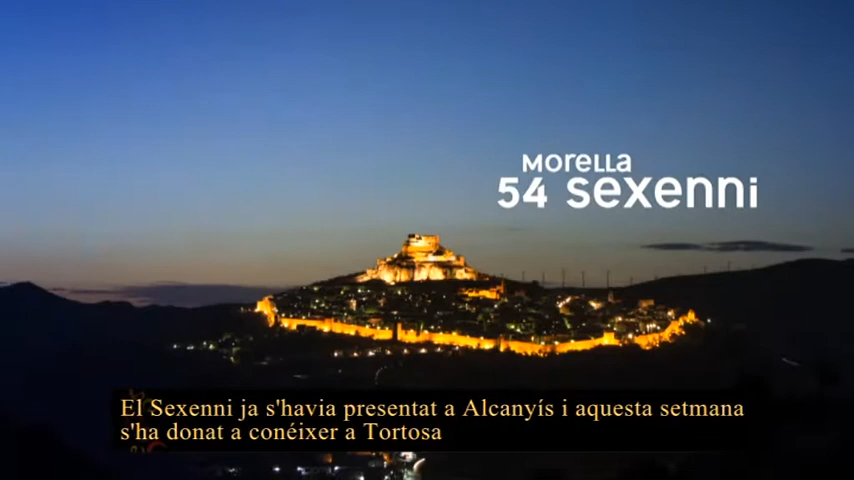 Morella
54 sexenni
El Sexenni ja s'havia presentat a Alcanyís i aquesta setmana
s'ha donat a conéixer a Tortosa